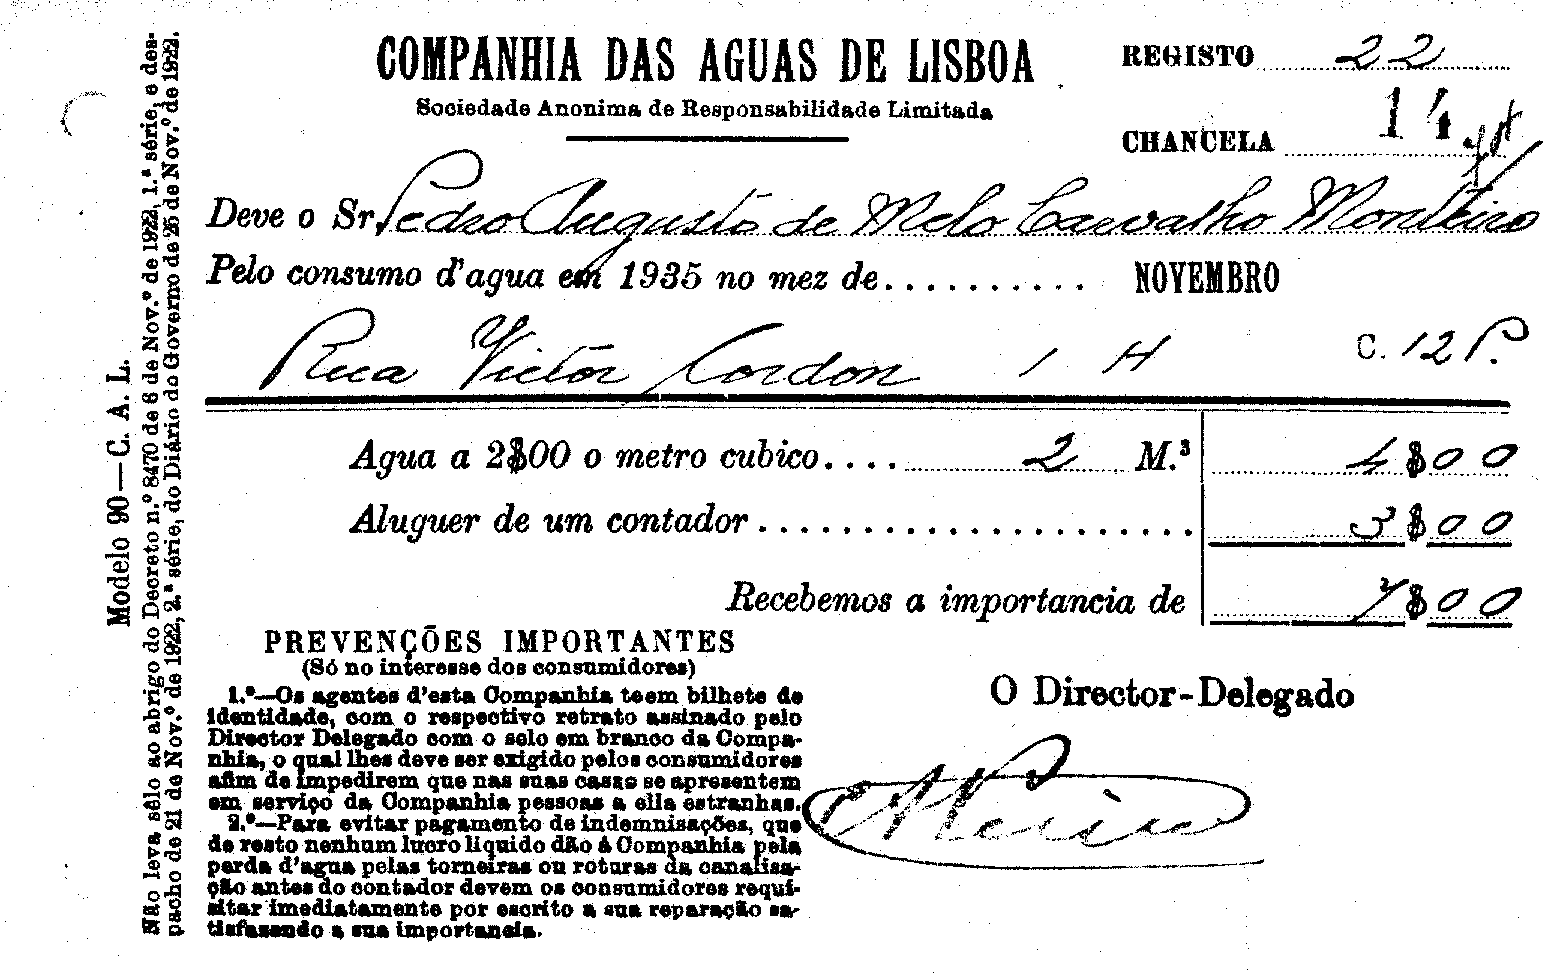 COMPANHIA DAS AGUAS DE LISBOA
Sociedade Anonima de Responsabilidade Limitada
REGISTO 22
CHANCELA 14
Deve o Sr. Pedro Augusto de Melo Carvalho Monteiro
Pelo consumo d'agua em 1935 no mez de.......... NOVEMBRO
Rua Victor Cordon 1 H C. 12 P.
Agua a 2$00 o metro cubico.... 2 M.³ 4$00
Aluguer de um contador...................... 3$00
Recebemos a importancia de 7$00
PREVENÇÕES IMPORTANTES
(Só no interesse dos consumidores)
1.ª—Os agentes d'esta Companhia teem bilhete de
identidade, com o respectivo retrato assinado pelo
Director Delegado com o selo em branco da Compa-
nhia, o qual lhes deve ser exigido pelos consumidores
afim de impedirem que nas suas casas se apresentem
em serviço da Companhia pessoas a ella estranhas.
2.ª—Para evitar pagamento de indemnisações, que
de resto nenhum lucro liquido dão á Companhia pela
perda d'agua pelas torneiras ou roturas da canalisa-
ção antes do contador devem os consumidores requi-
sitar imediatamente por escrito a sua reparação sa-
tisfasendo a sua importancia.
O Director-Delegado
Modelo 90—C. A. L.
Não leva sêlo ao abrigo do Decreto n.º 8470 de 6 de Nov.º de 1922, 1.ª série, e des-
pacho de 21 de Nov.º de 1922, 2.ª série, do Diário do Governo de 25 de Nov.º de 1922.